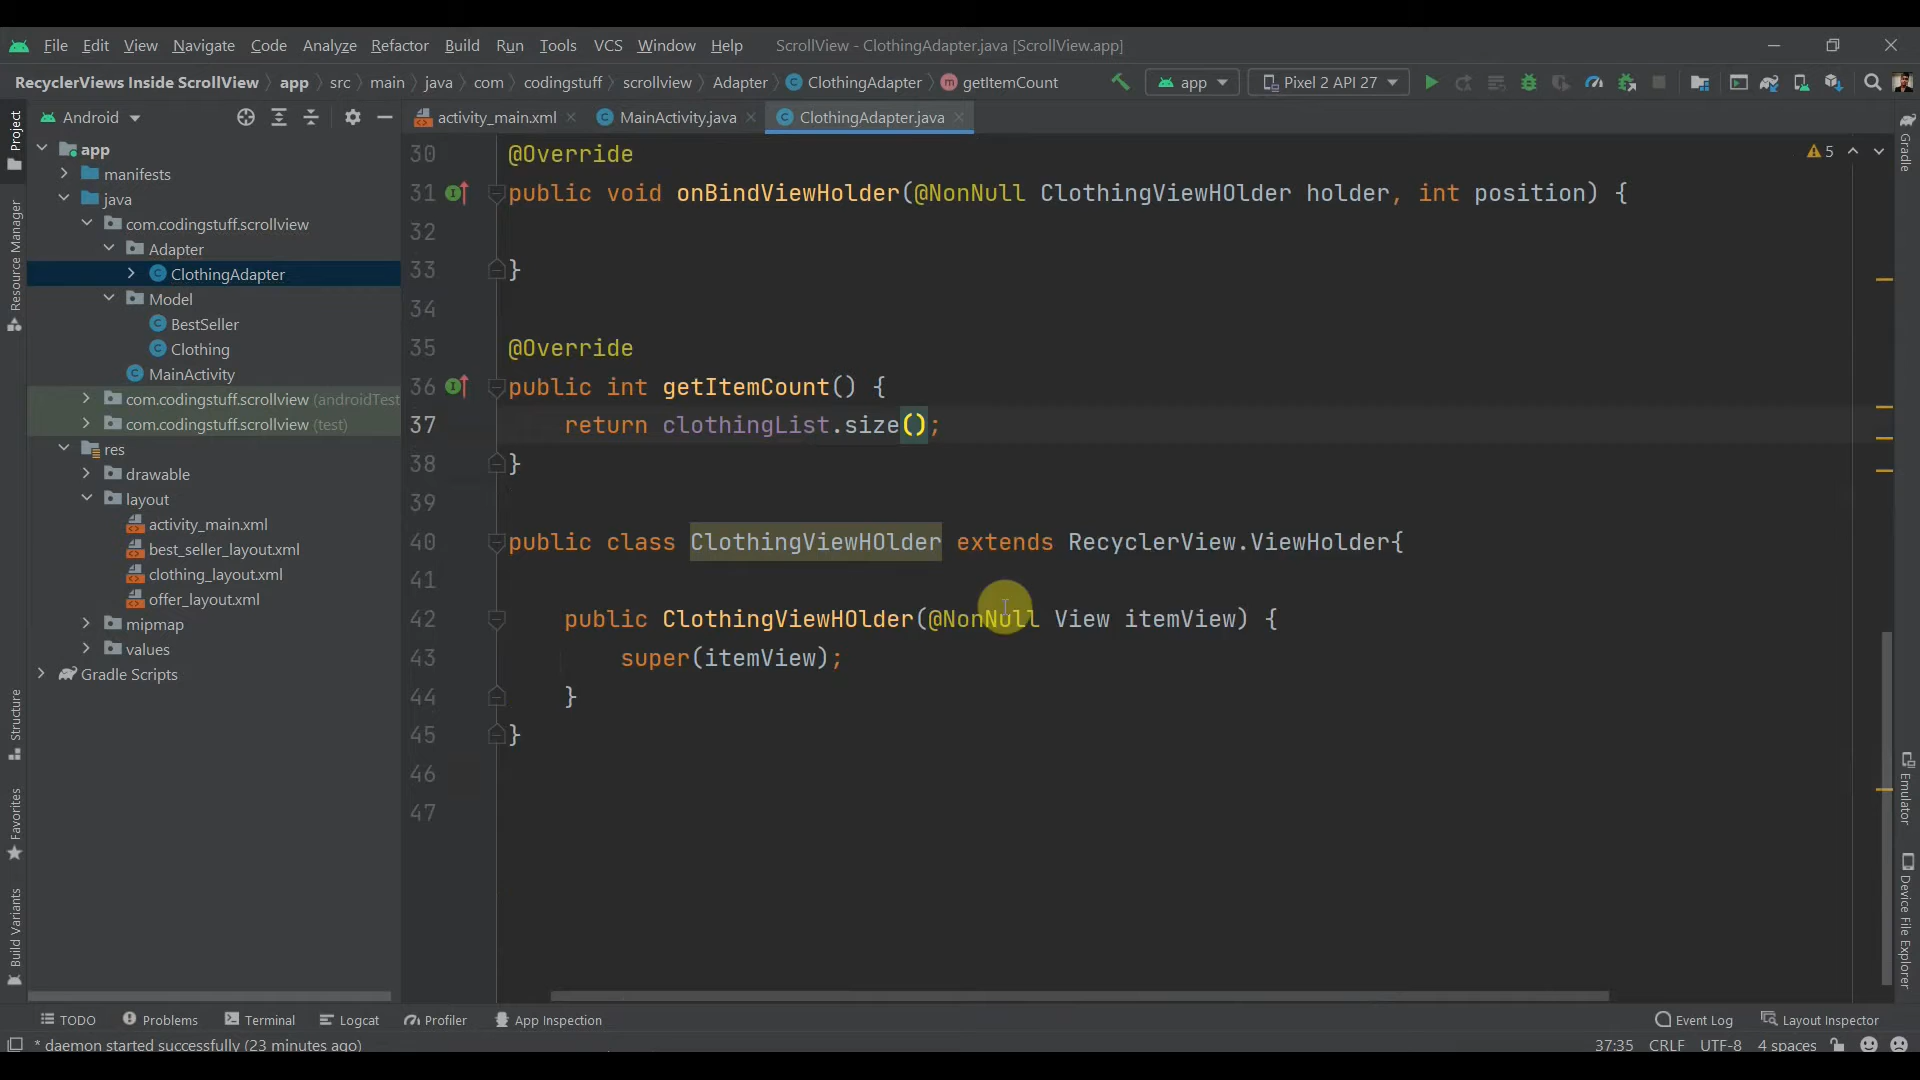 File Edit View Navigate Code Analyze Refactor Build Run Tools VCS Window Help ScrollView - ClothingAdapter.java [ScrollView.app]
RecyclerViews Inside ScrollView app src main java com codingstuff scrollview Adapter ClothingAdapter getItemCount app Pixel 2 API 27
Android
activity_main.xml MainActivity.java ClothingAdapter.java
Project
Resource Manager
Structure
Favorites
Build Variants
app
manifests
java
com.codingstuff.scrollview
Adapter
ClothingAdapter
Model
BestSeller
Clothing
MainActivity
com.codingstuff.scrollview (androidTest
com.codingstuff.scrollview (test)
res
drawable
layout
activity_main.xml
best_seller_layout.xml
clothing_layout.xml
offer_layout.xml
mipmap
values
Gradle Scripts
30 @Override
31 public void onBindViewHolder(@NonNull ClothingViewHOlder holder, int position) {
32
33 }
34
35 @Override
36 public int getItemCount() {
37 return clothingList.size();
38 }
39
40 public class ClothingViewHOlder extends RecyclerView.ViewHolder{
41
42 public ClothingViewHOlder(@NonNull View itemView) {
43 super(itemView);
44 }
45 }
46
47
5
Gradle
Emulator
Device File Explorer
TODO Problems Terminal Logcat Profiler App Inspection Event Log Layout Inspector
* daemon started successfully (23 minutes ago) 37:35 CRLF UTF-8 4 spaces